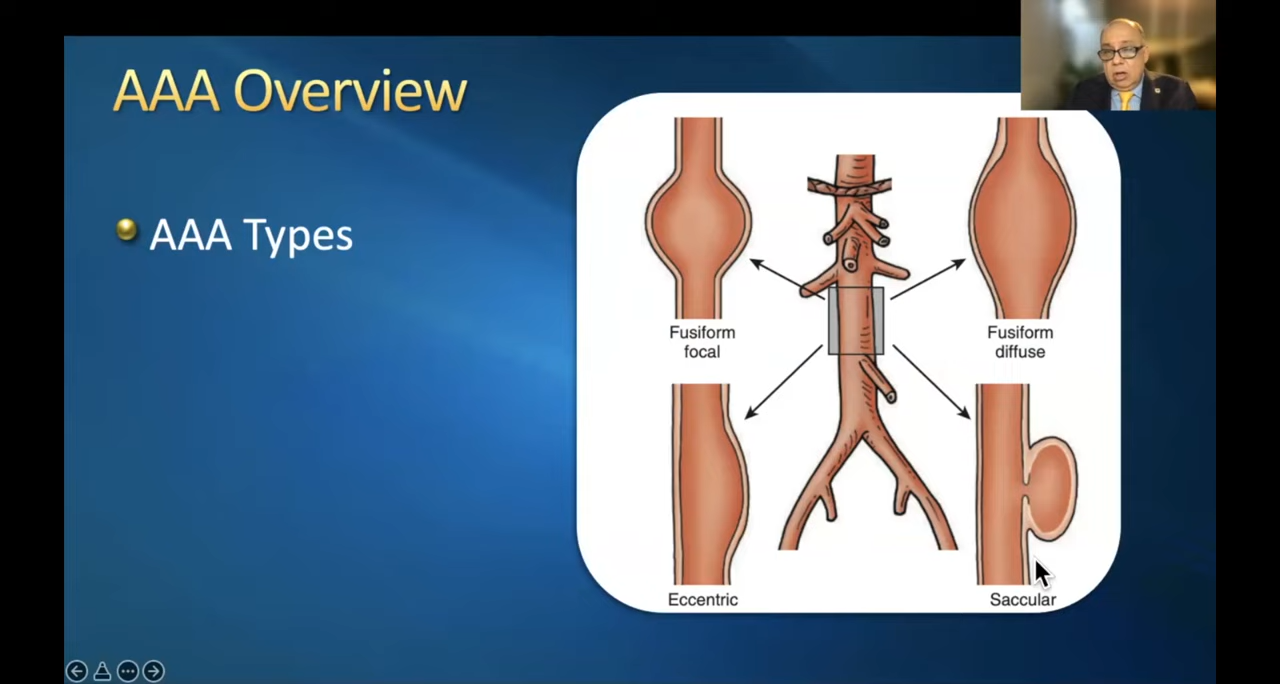 AAA Overview
AAA Types
Fusiform
focal
Fusiform
diffuse
Eccentric
Saccular